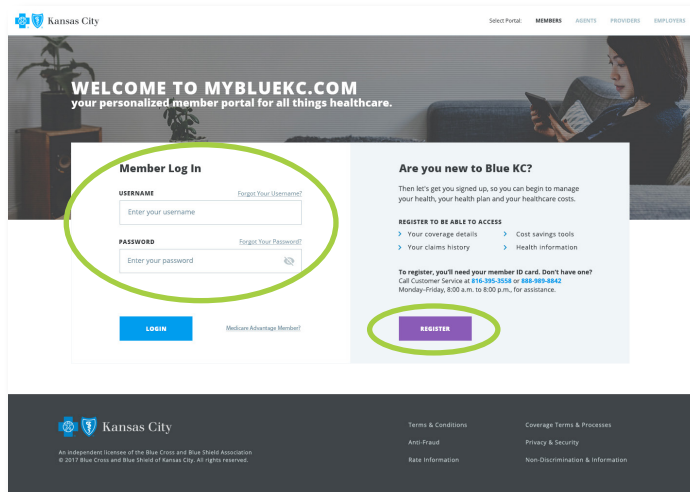 Kansas City
Select Portal: MEMBERS AGENTS PROVIDERS EMPLOYERS
WELCOME TO MYBLUEKC.COM
your personalized member portal for all things healthcare.
Member Log In
USERNAME Forgot Your Username?
Enter your username
PASSWORD Forgot Your Password?
Enter your password
LOGIN Medicare Advantage Member?
Are you new to Blue KC?
Then let's get you signed up, so you can begin to manage
your health, your health plan and your healthcare costs.
REGISTER TO BE ABLE TO ACCESS
Your coverage details Cost savings tools
Your claims history Health information
To register, you'll need your member ID card. Don't have one?
Call Customer Service at 816-395-3558 or 888-989-8842
Monday–Friday, 8:00 a.m. to 8:00 p.m., for assistance.
REGISTER
Kansas City
An independent licensee of the Blue Cross and Blue Shield Association
© 2017 Blue Cross and Blue Shield of Kansas City. All rights reserved.
Terms & Conditions Coverage Terms & Processes
Anti-Fraud Privacy & Security
Rate Information Non-Discrimination & Information